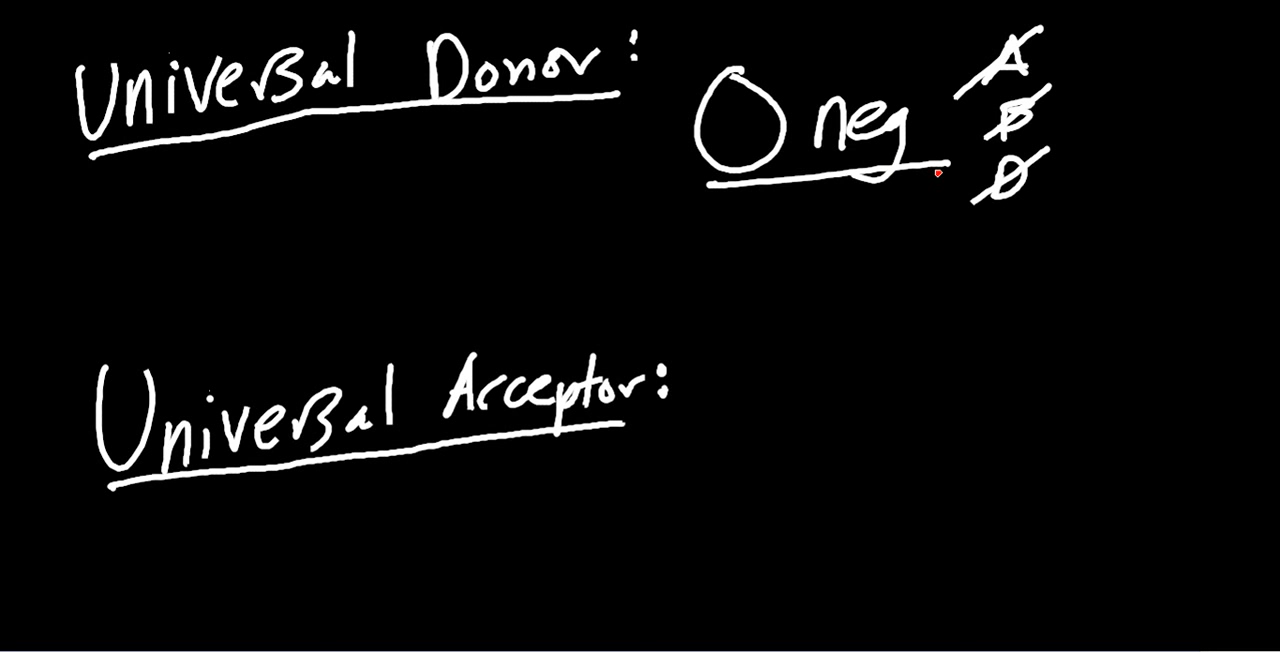 Universal Donor:
O neg
A
B
D
Universal Acceptor: